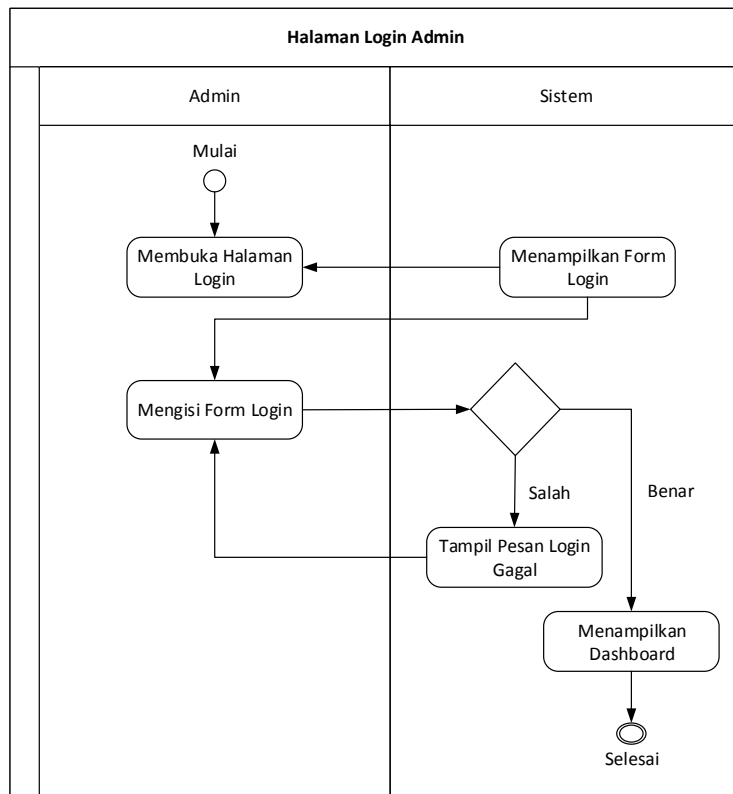 Halaman Login Admin
Admin
Sistem
Mulai
Membuka Halaman
Login
Menampilkan Form
Login
Mengisi Form Login
Salah
Benar
Tampil Pesan Login
Gagal
Menampilkan
Dashboard
Selesai